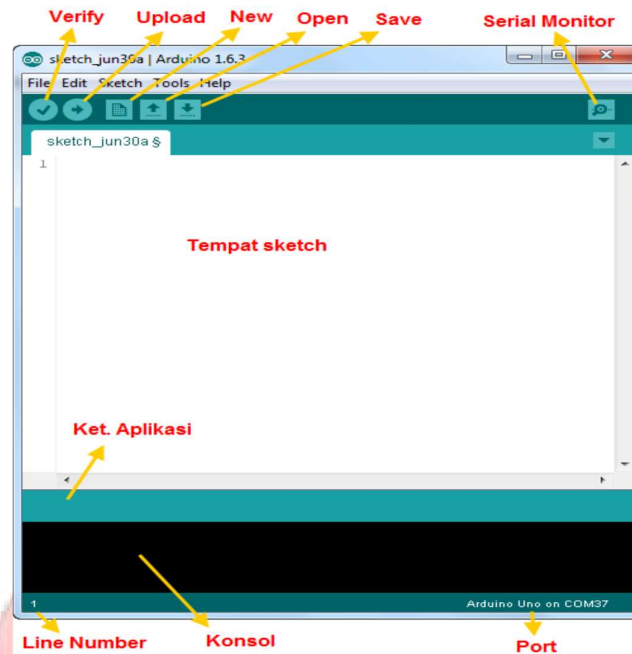 Verify Upload New Open Save Serial Monitor
sketch_jun30a | Arduino 1.6.3
File Edit Sketch Tools Help
sketch_jun30a §
1
Tempat sketch
Ket. Aplikasi
1
Arduino Uno on COM37
Line Number Konsol Port